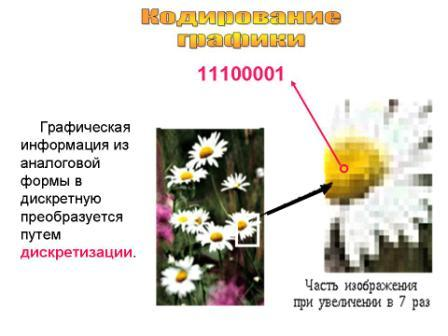 Кодирование
графики
11100001
Графическая
информация из
аналоговой
формы в
дискретную
преобразуется
путем
дискретизации.
Часть изображения
при увеличении в 7 раз